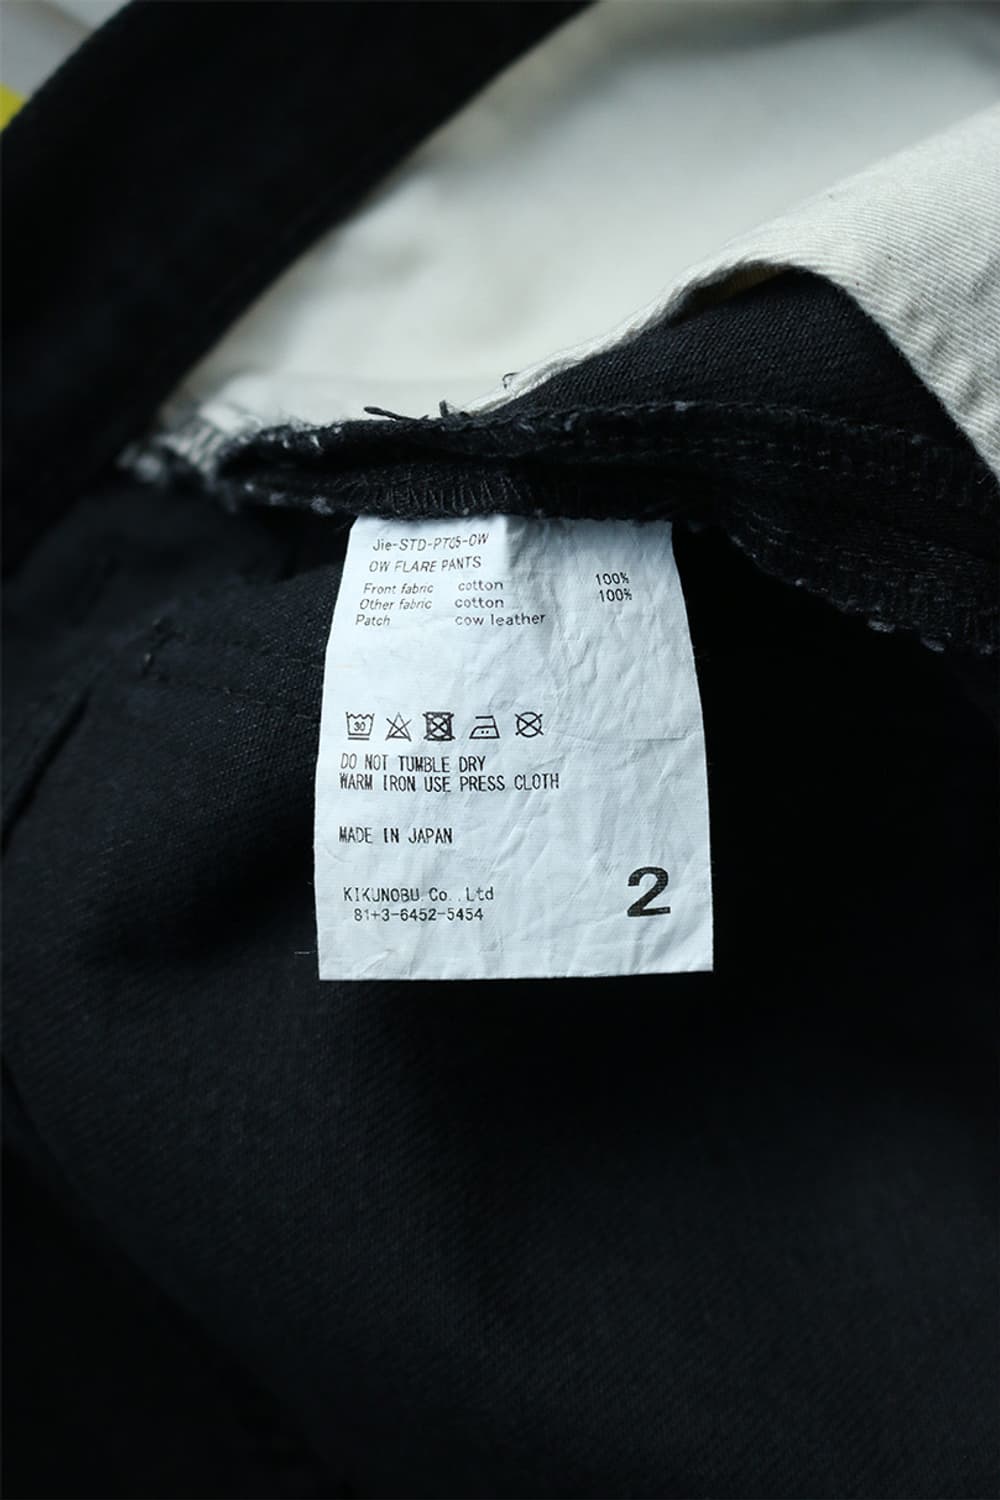 Jie-STD-PT05-OW
OW FLARE PANTS
Front fabric cotton 100%
Other fabric cotton 100%
Patch cow leather
30
DO NOT TUMBLE DRY
WARM IRON USE PRESS CLOTH
MADE IN JAPAN
KIKUNOBU Co.,Ltd
81+3-6452-5454
2